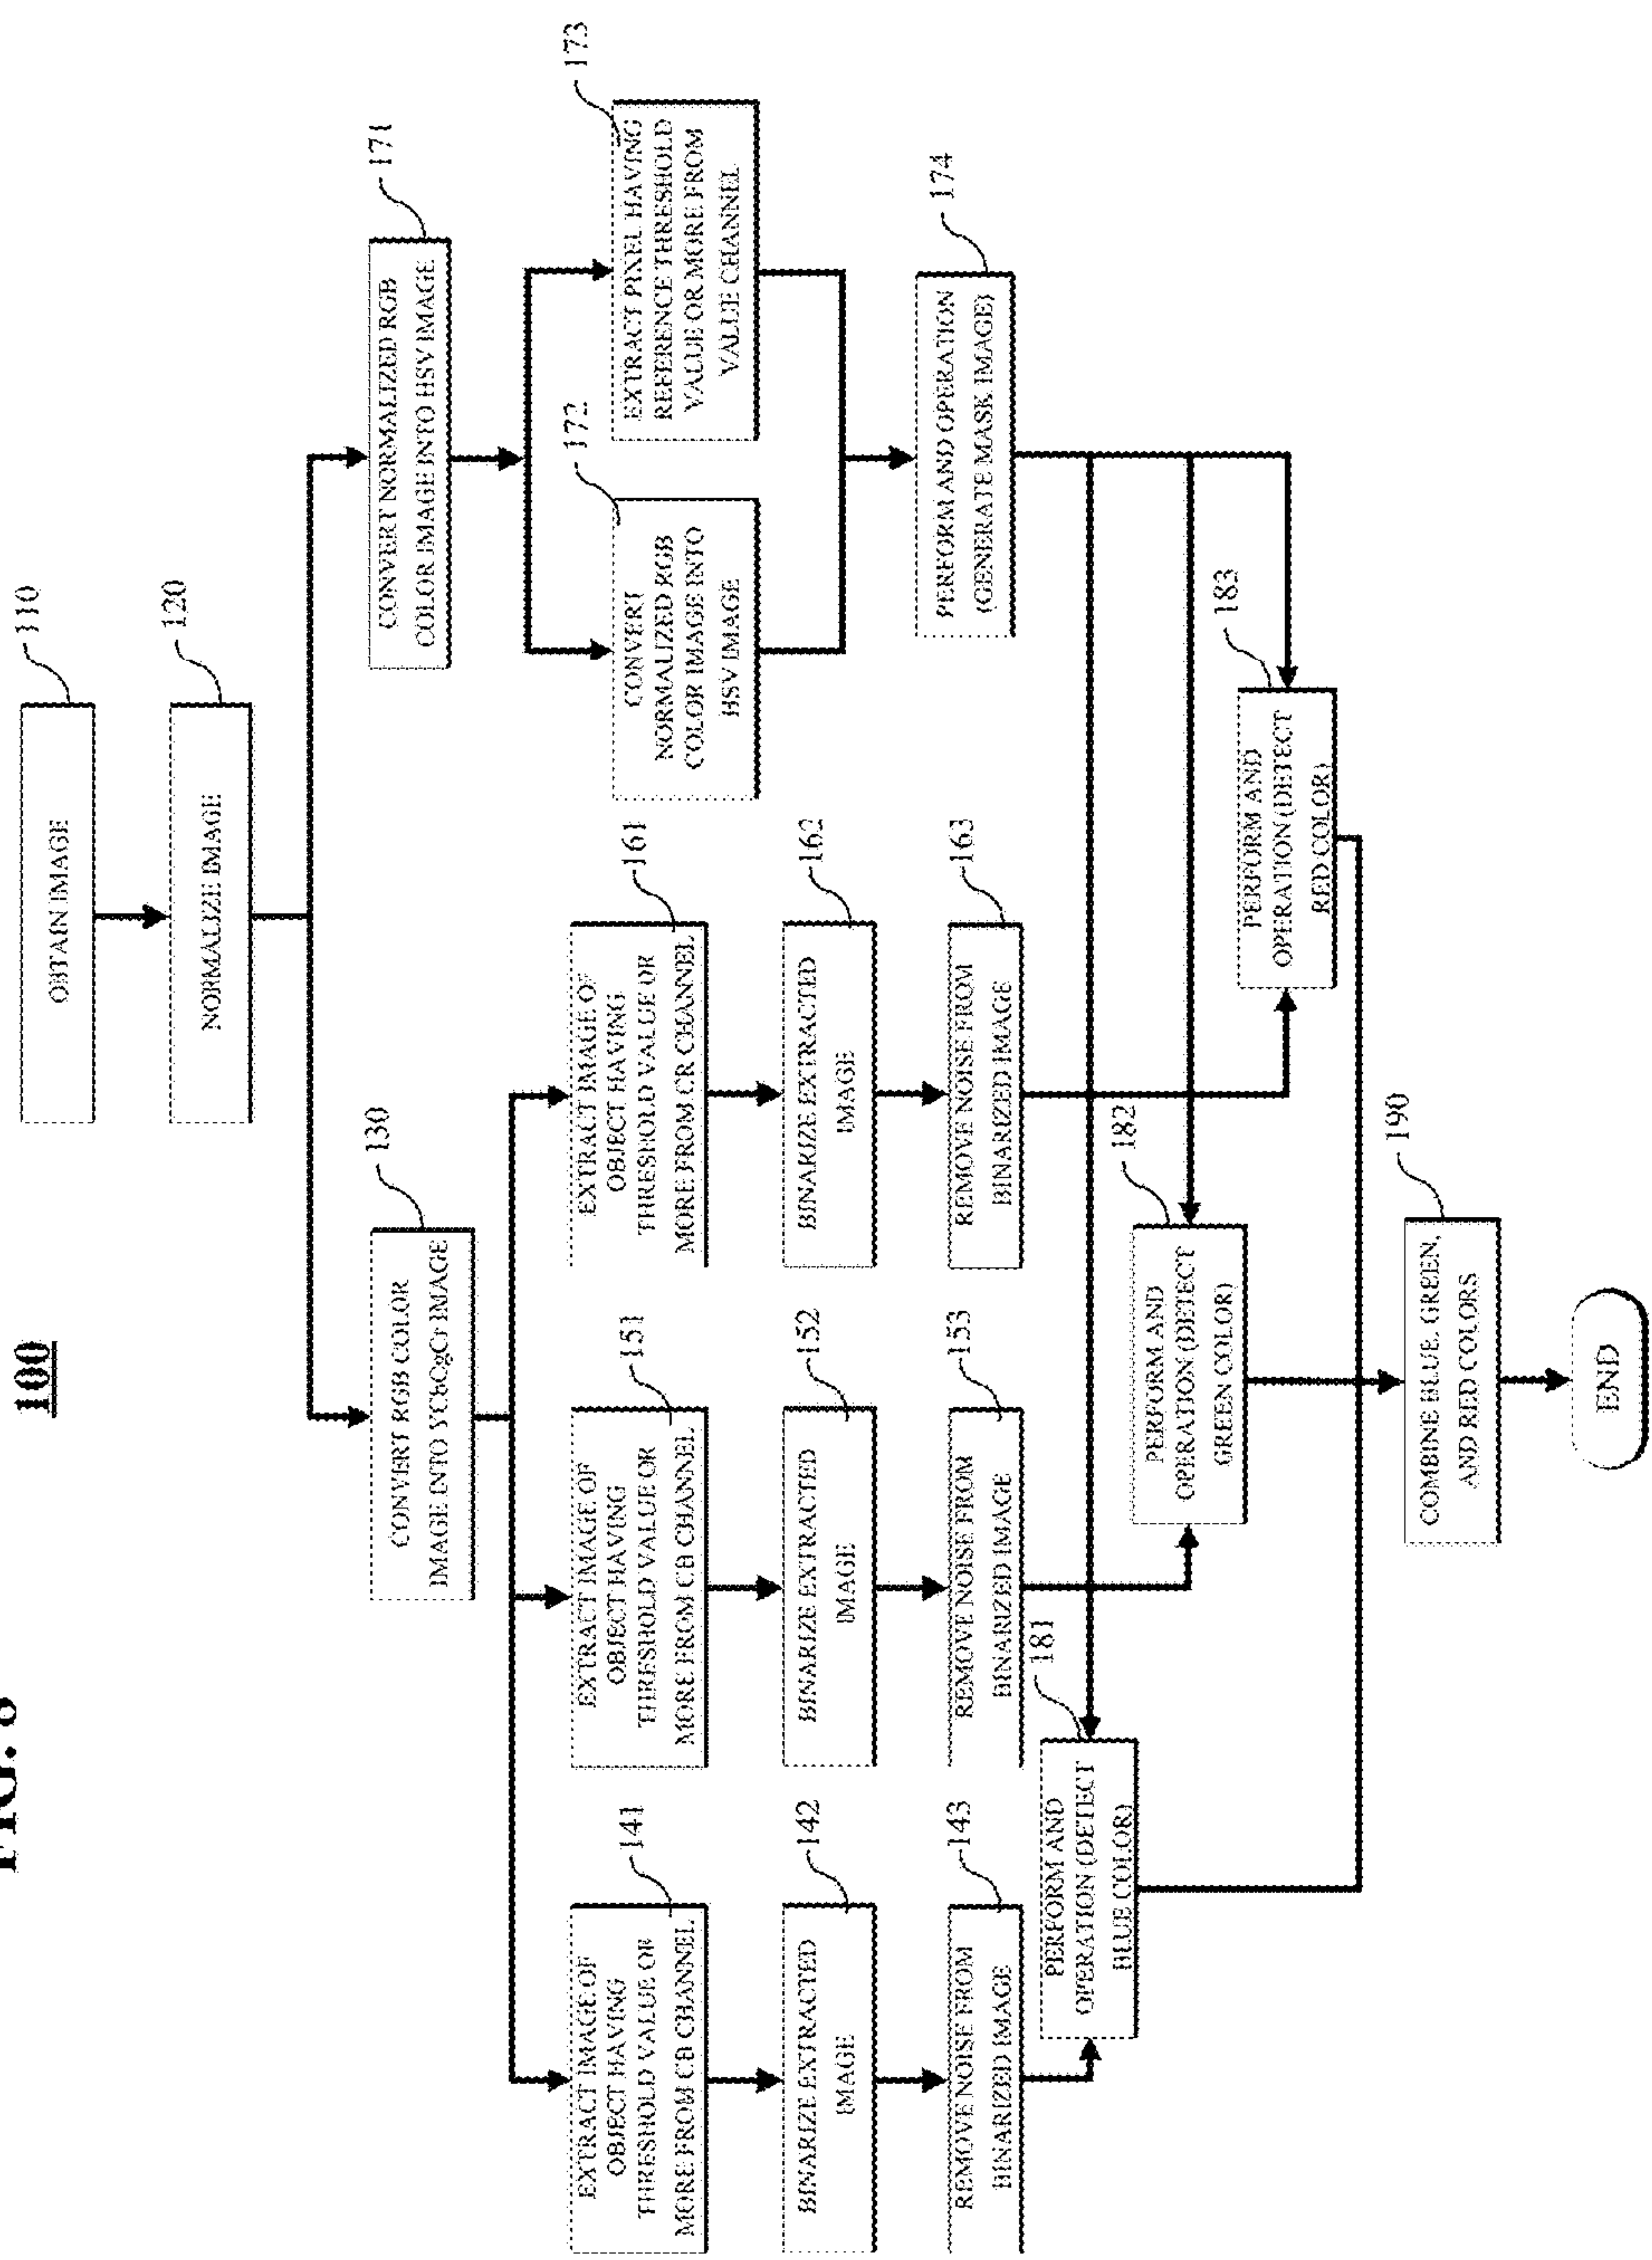 FIG. 8
100
OBTAIN IMAGE
110
NORMALIZE IMAGE
120
CONVERT RGB COLOR
IMAGE INTO YCbCgCr IMAGE
130
CONVERT NORMALIZED RGB
COLOR IMAGE INTO HSV IMAGE
171
EXTRACT IMAGE OF
OBJECT HAVING
THRESHOLD VALUE OR
MORE FROM CB CHANNEL
141
EXTRACT IMAGE OF
OBJECT HAVING
THRESHOLD VALUE OR
MORE FROM CB CHANNEL
151
EXTRACT IMAGE OF
OBJECT HAVING
THRESHOLD VALUE OR
MORE FROM CR CHANNEL
161
CONVERT
NORMALIZED RGB
COLOR IMAGE INTO
HSV IMAGE
172
EXTRACT PIXEL HAVING
REFERENCE THRESHOLD
VALUE OR MORE FROM
VALUE CHANNEL
173
BINARIZE EXTRACTED
IMAGE
142
BINARIZE EXTRACTED
IMAGE
152
BINARIZE EXTRACTED
IMAGE
162
REMOVE NOISE FROM
BINARIZED IMAGE
143
REMOVE NOISE FROM
BINARIZED IMAGE
153
REMOVE NOISE FROM
BINARIZED IMAGE
163
PERFORM AND OPERATION
(GENERATE MASK IMAGE)
174
PERFORM AND
OPERATION (DETECT
BLUE COLOR)
181
PERFORM AND
OPERATION (DETECT
GREEN COLOR)
182
PERFORM AND
OPERATION (DETECT
RED COLOR)
183
COMBINE BLUE, GREEN,
AND RED COLORS
190
END